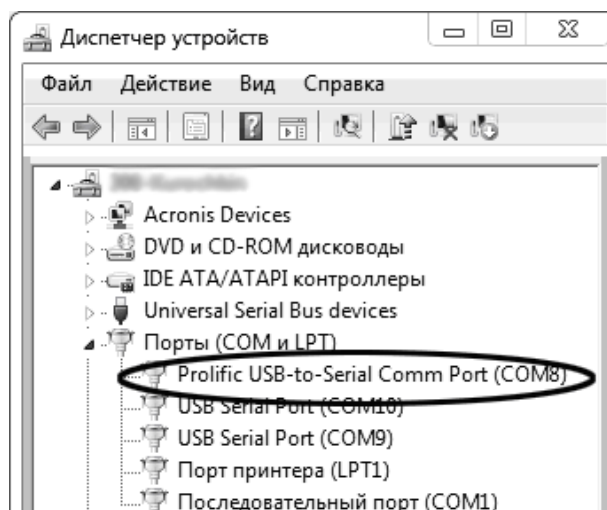 Диспетчер устройств
Файл Действие Вид Справка
Acronis Devices
DVD и CD-ROM дисководы
IDE ATA/ATAPI контроллеры
Universal Serial Bus devices
Порты (COM и LPT)
Prolific USB-to-Serial Comm Port (COM8)
USB Serial Port (COM10)
USB Serial Port (COM9)
Порт принтера (LPT1)
Последовательный порт (COM1)